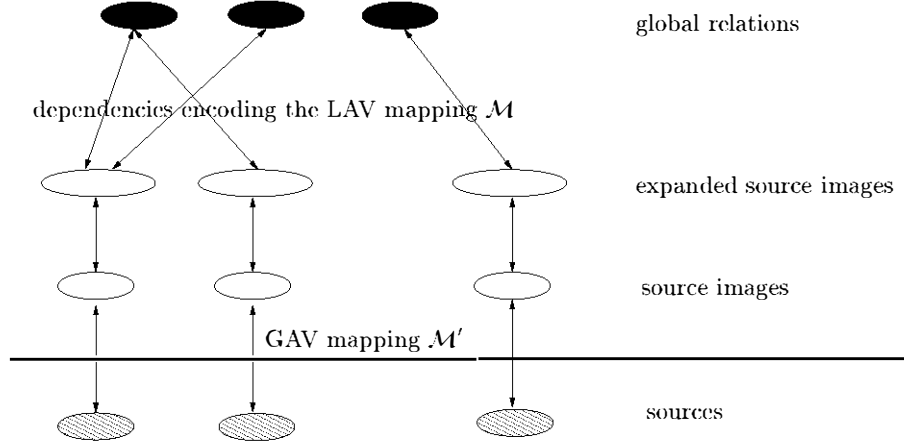 global relations
dependencies encoding the LAV mapping ℳ
expanded source images
source images
GAV mapping ℳ′
sources